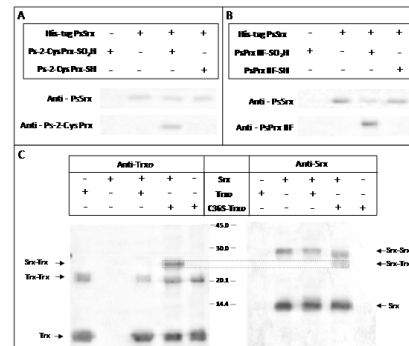 A
His-tag PsSrx - + + +
Ps-2-CysPrx-SO₂H + - + -
Ps-2-CysPrx-SH - - - +
Anti - PsSrx
Anti - Ps-2-CysPrx
B
His-tag PsSrx - + + +
PsPrx IIF-SO₂H + - + -
PsPrx IIF-SH - - - +
Anti - PsSrx
Anti - PsPrx IIF
C
Anti-Trxo
Anti-Srx
- + + + - Srx - + + + -
+ - + - - Trxo + - + - -
- - - + + C36S-Trxo - - - + +
45.0
Srx-Trx
30.0
Srx-Srx
Srx-Trx
Trx-Trx
20.1
14.4
Srx
Trx